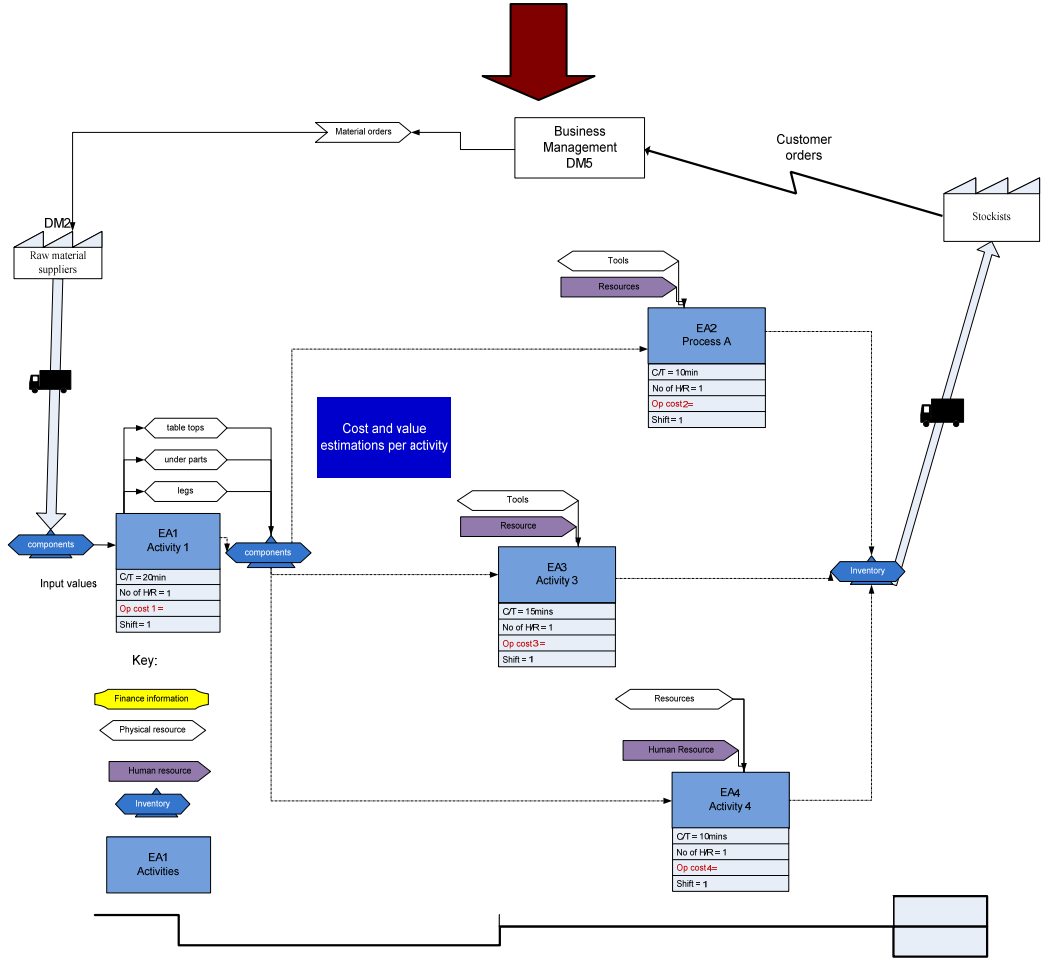 Material orders
Business
Management
DM5
Customer
orders
Stockists
DM2
Raw material
suppliers
Tools
Resources
EA2
Process A
C/T = 10min
No of H/R = 1
Op cost2=
Shift = 1
table tops
under parts
legs
Cost and value
estimations per activity
Tools
Resource
components
EA1
Activity 1
components
EA3
Activity 3
Inventory
Input values
C/T = 20min
No of H/R = 1
Op cost 1 =
Shift = 1
C/T = 15mins
No of H/R = 1
Op cost3 =
Shift = 1
Key:
Finance information
Physical resource
Human resource
Inventory
EA1
Activities
Resources
Human Resource
EA4
Activity 4
C/T = 10mins
No of H/R = 1
Op cost4=
Shift = 1